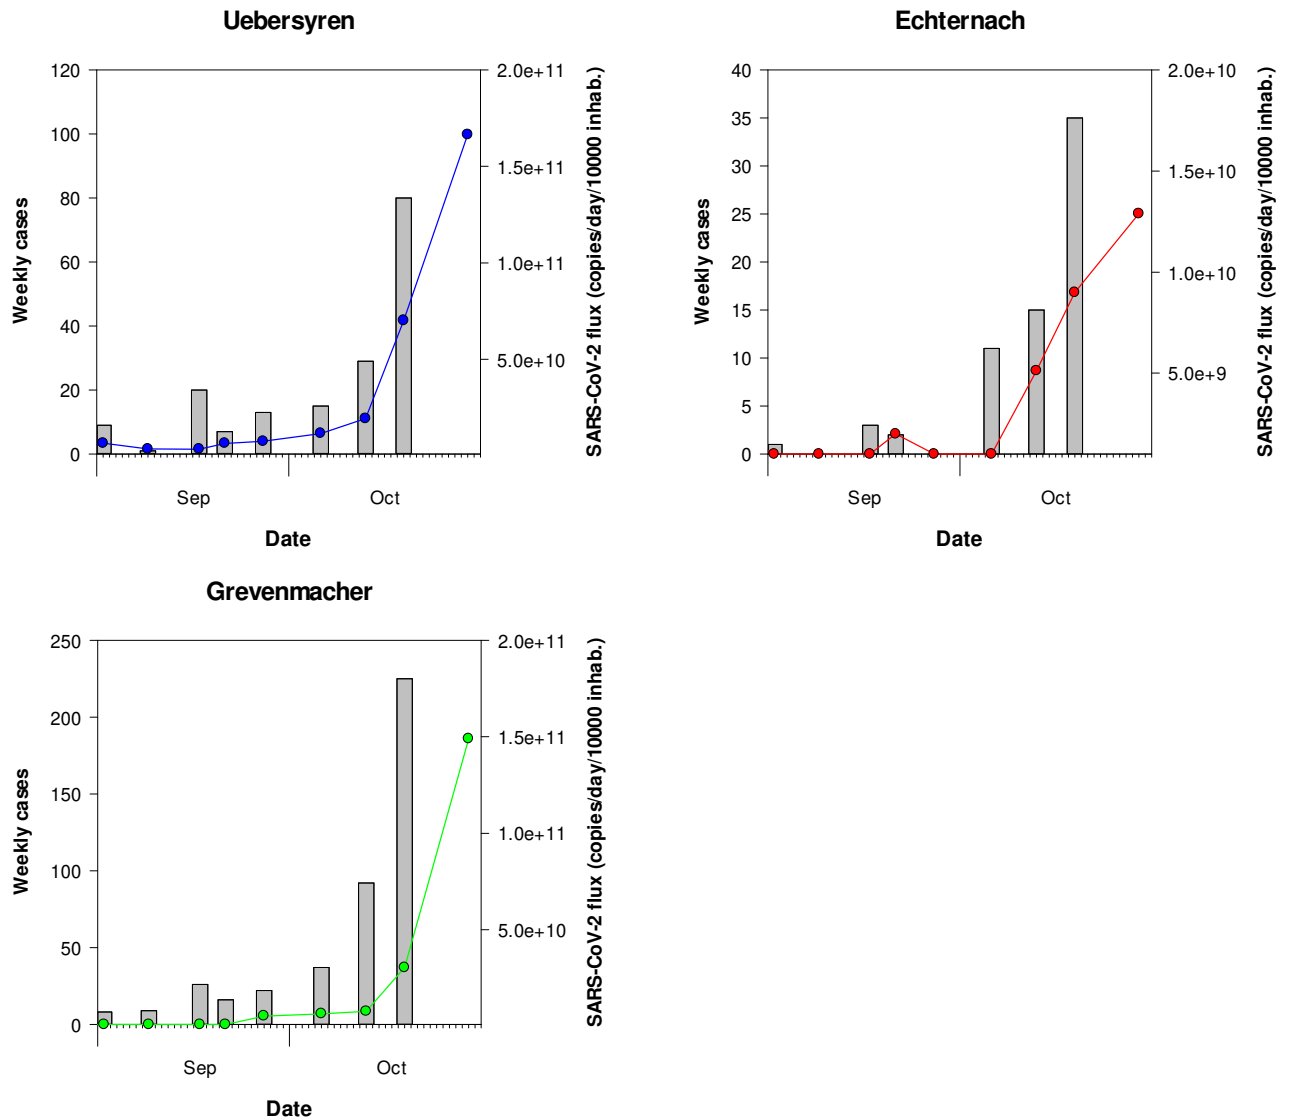 Uebersyren
120
100
80
60
40
20
0
Weekly cases
2.0e+11
1.5e+11
1.0e+11
5.0e+10
SARS-CoV-2 flux (copies/day/10000 inhab.)
Sep
Oct
Date
Echternach
40
35
30
25
20
15
10
5
0
Weekly cases
2.0e+10
1.5e+10
1.0e+10
5.0e+9
SARS-CoV-2 flux (copies/day/10000 inhab.)
Sep
Oct
Date
Grevenmacher
250
200
150
100
50
0
Weekly cases
2.0e+11
1.5e+11
1.0e+11
5.0e+10
SARS-CoV-2 flux (copies/day/10000 inhab.)
Sep
Oct
Date